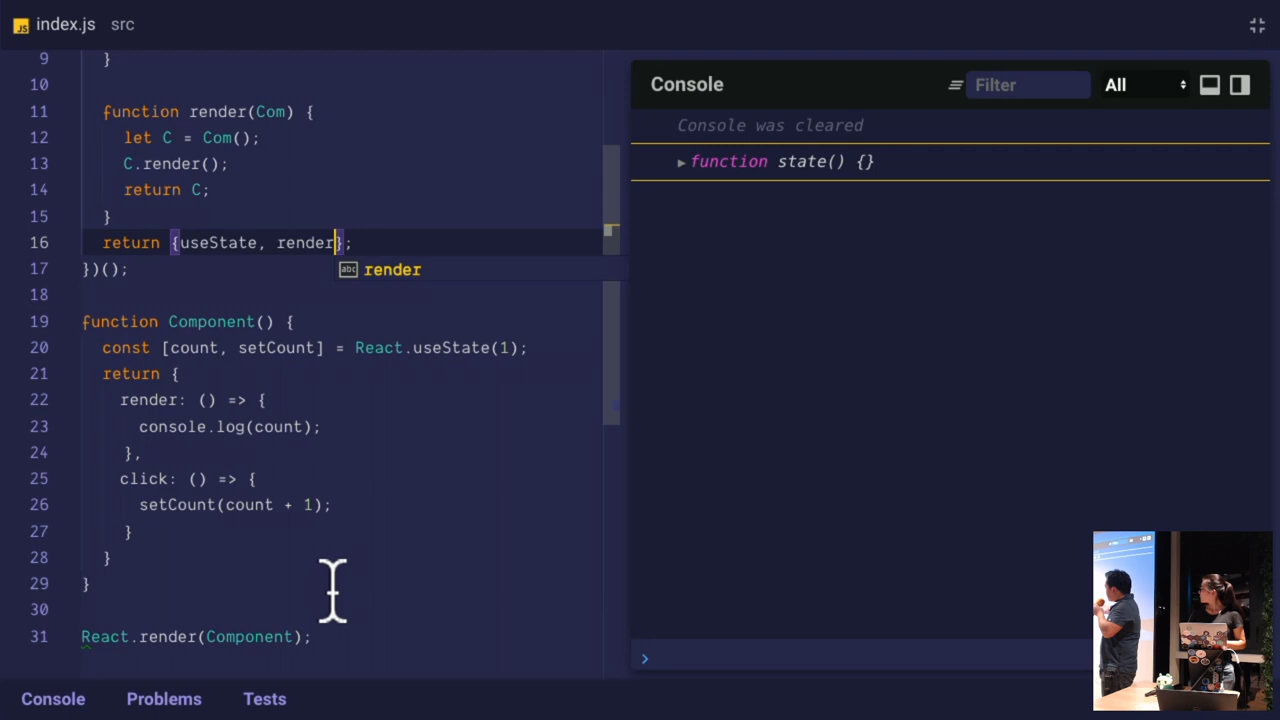 JS index.js src
9 }
10
11 function render(Com) {
12 let C = Com();
13 C.render();
14 return C;
15 }
16 return {useState, render};
abc render
17 })();
18
19 function Component() {
20 const [count, setCount] = React.useState(1);
21 return {
22 render: () => {
23 console.log(count);
24 },
25 click: () => {
26 setCount(count + 1);
27 }
28 }
29 }
30
31 React.render(Component);
Console Problems Tests
Console Filter All
Console was cleared
▶ function state() {}
›